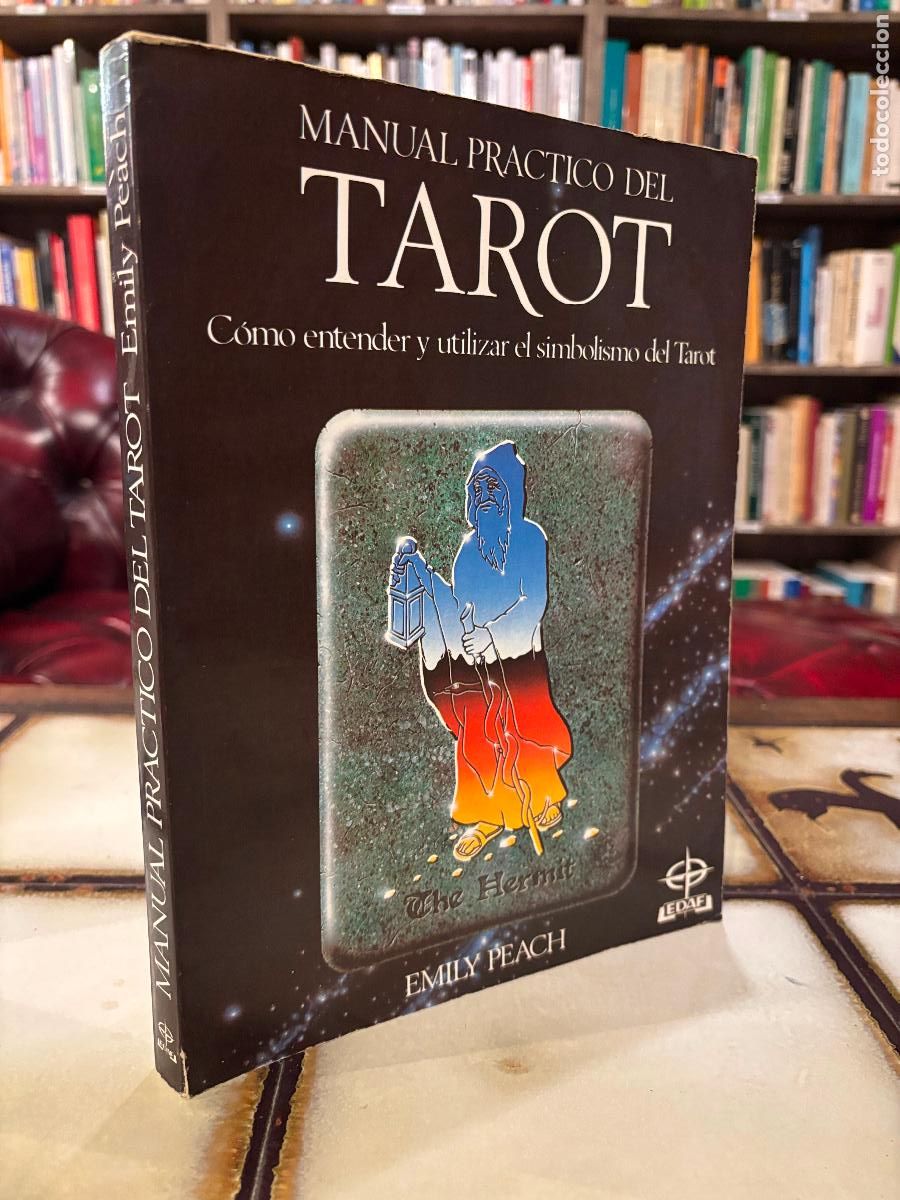 MANUAL PRACTICO DEL
TAROT
Cómo entender y utilizar el simbolismo del Tarot
The Hermit
EDAF
EMILY PEACH
MANUAL PRACTICO DEL TAROT Emily Peach
todocoleccion